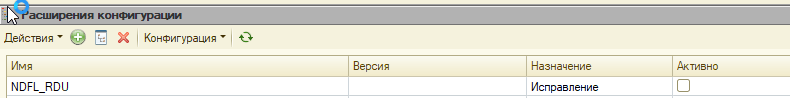 Расширения конфигурации
Действия Конфигурация
Имя Версия Назначение Активно
NDFL_RDU Исправление